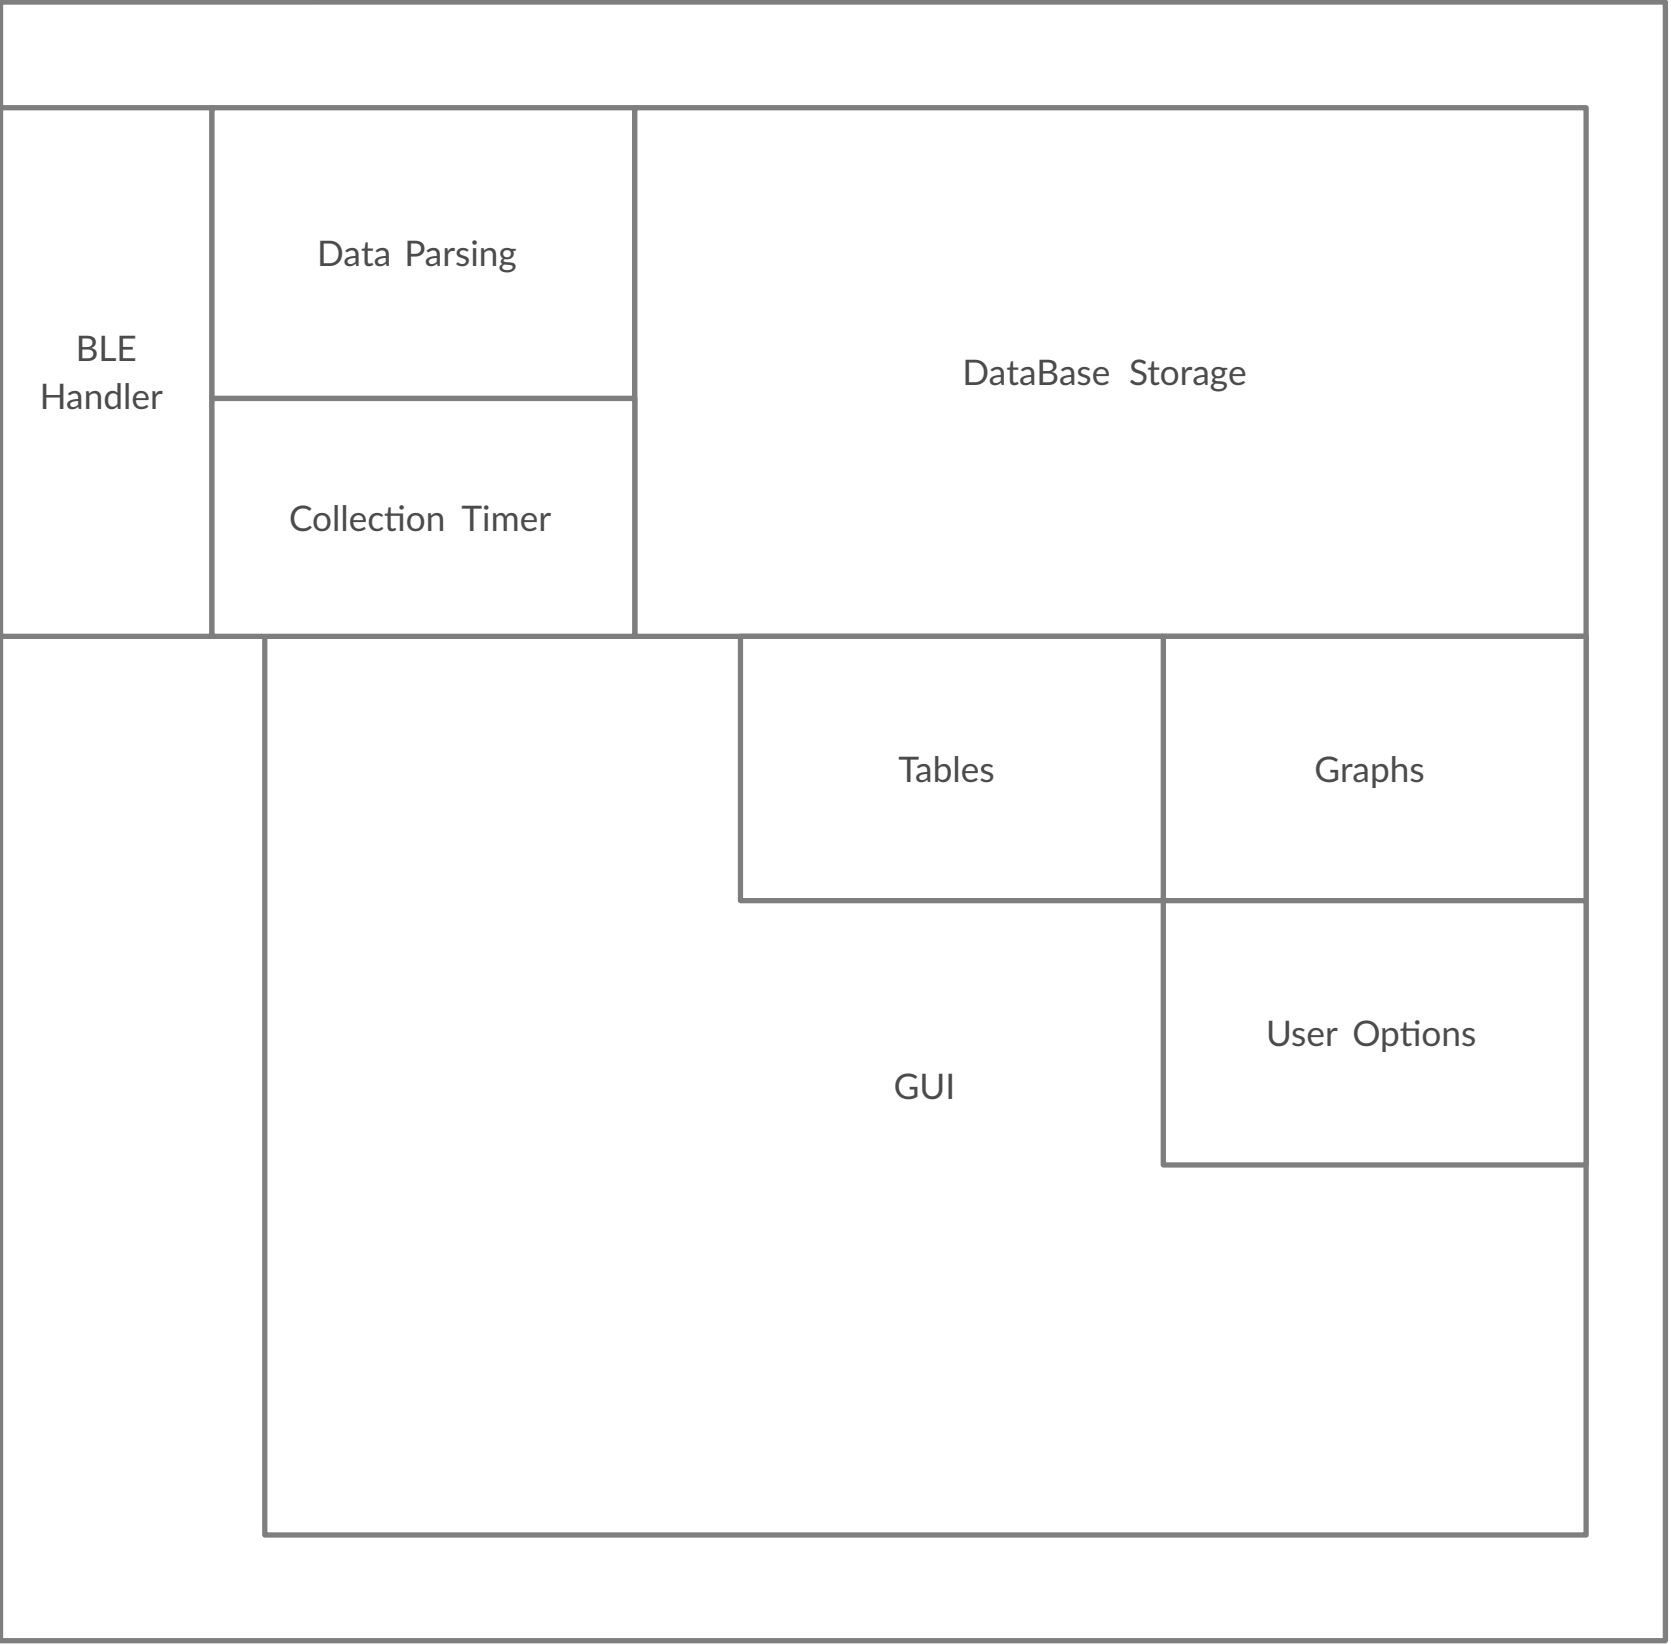 Data Parsing
BLE
Handler
DataBase Storage
Collection Timer
Tables
Graphs
User Options
GUI